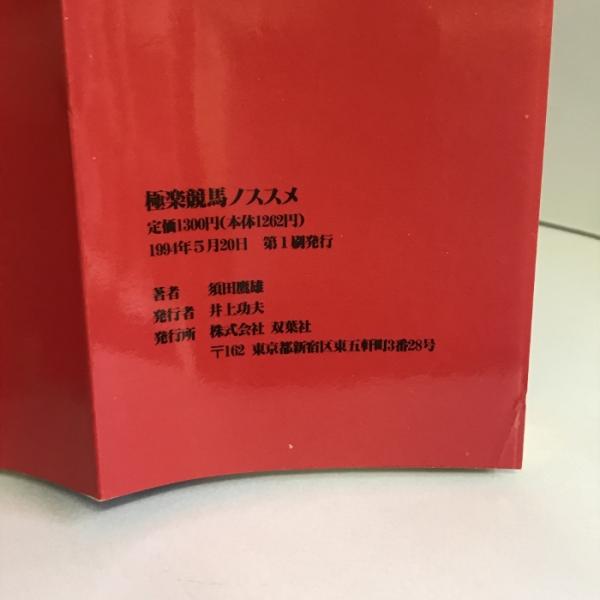 極楽競馬ノススメ
定価1300円(本体1262円)
1994年5月20日　第1刷発行
著者　須田鷹雄
発行者　井上功夫
発行所　株式会社 双葉社
〒162 東京都新宿区東五軒町3番28号